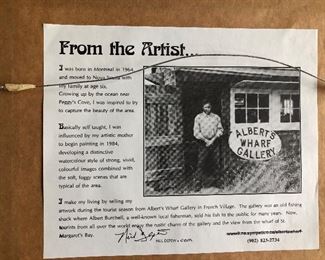 From the Artist...
I was born in Montreal in 1964
and moved to Nova Scotia with
my family at age six.
Growing up by the ocean near
Peggy's Cove, I was inspired to try
to capture the beauty of the area.
Basically self taught, I was
influenced by my artistic mother
to begin painting in 1984,
developing a distinctive
watercolour style of strong, vivid,
colourful images combined with
the soft, foggy scenes that are
typical of the area.
ALBERT'S
WHARF
GALLERY
I make my living by selling my
artwork during the tourist season from Albert's Wharf Gallery in French Village. The gallery was an old fishing
shack where Albert Burchell, a well-known local fisherman, sold his fish to the public for many years. Now,
tourists from all over the world enjoy the rustic charm of the gallery and the view from the wharf of St.
Margaret's Bay.
(902) 823-2734